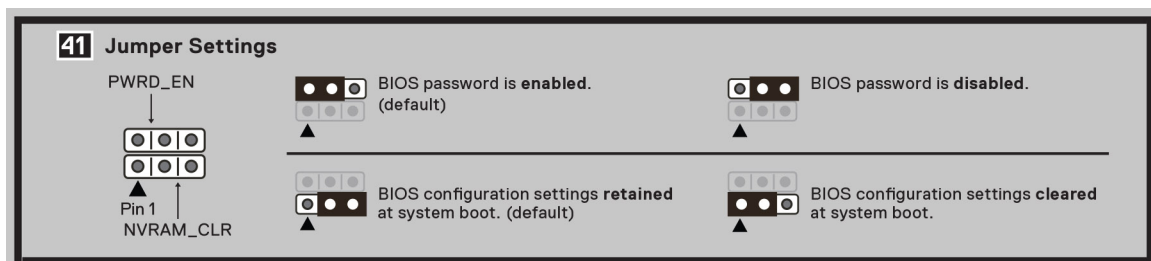 41 Jumper Settings
PWRD_EN
Pin 1
NVRAM_CLR
BIOS password is enabled.
(default)
BIOS password is disabled.
BIOS configuration settings retained
at system boot. (default)
BIOS configuration settings cleared
at system boot.